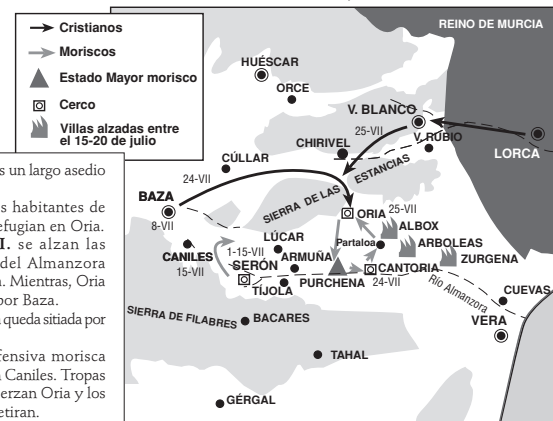 Cristianos
Moriscos
Estado Mayor morisco
Cerco
Villas alzadas entre
el 15-20 de julio
s un largo asedio
s habitantes de
efugian en Oria.
I. se alzan las
del Almanzora
. Mientras, Oria
por Baza.
queda sitiada por
fensiva morisca
Caniles. Tropas
uerzan Oria y los
etiran.
REINO DE MURCIA
HUÉSCAR
ORCE
V. BLANCO
25-VII
V. RUBIO
CHIRIVEL
LORCA
CÚLLAR
24-VII
SIERRA DE LAS ESTANCIAS
BAZA
8-VII
ORIA
25-VII
ALBOX
LÚCAR
Partaloa
ARBOLEAS
1-15-VII
CANILES
ARMUÑA
ZURGENA
15-VII
SERÓN
CANTORIA
TÍJOLA
PURCHENA
24-VII
Rio Almanzora
CUEVAS
SIERRA DE FILABRES
BACARES
VERA
TAHAL
GÉRGAL